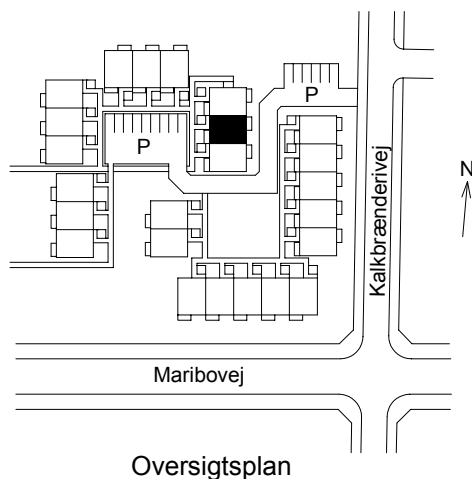 P
P
N
Kalkbrænderivej
Maribovej
Oversigtsplan